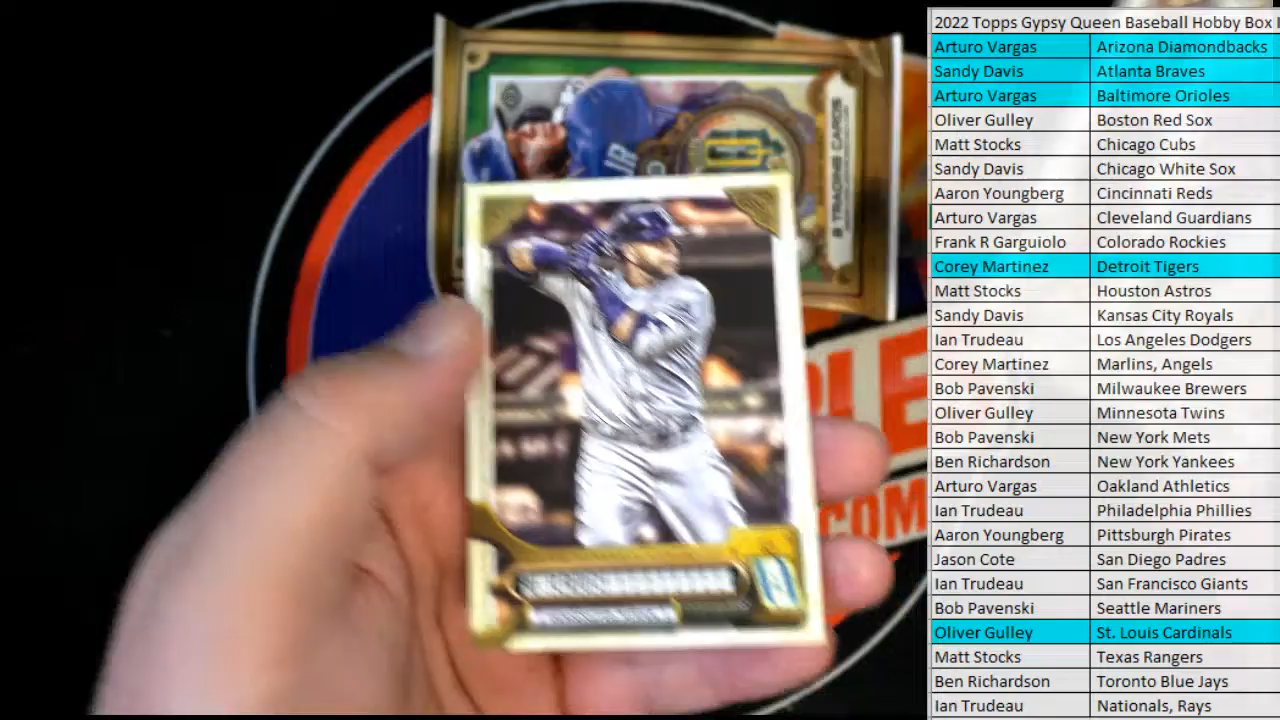 2022 Topps Gypsy Queen Baseball Hobby Box
Arturo Vargas Arizona Diamondbacks
Sandy Davis Atlanta Braves
Arturo Vargas Baltimore Orioles
Oliver Gulley Boston Red Sox
Matt Stocks Chicago Cubs
Sandy Davis Chicago White Sox
Aaron Youngberg Cincinnati Reds
Arturo Vargas Cleveland Guardians
Frank R Garguiolo Colorado Rockies
Corey Martinez Detroit Tigers
Matt Stocks Houston Astros
Sandy Davis Kansas City Royals
Ian Trudeau Los Angeles Dodgers
Corey Martinez Marlins, Angels
Bob Pavenski Milwaukee Brewers
Oliver Gulley Minnesota Twins
Bob Pavenski New York Mets
Ben Richardson New York Yankees
Arturo Vargas Oakland Athletics
Ian Trudeau Philadelphia Phillies
Aaron Youngberg Pittsburgh Pirates
Jason Cote San Diego Padres
Ian Trudeau San Francisco Giants
Bob Pavenski Seattle Mariners
Oliver Gulley St. Louis Cardinals
Matt Stocks Texas Rangers
Ben Richardson Toronto Blue Jays
Ian Trudeau Nationals, Rays
8 TRADING CARDS
JR
PLE
COM